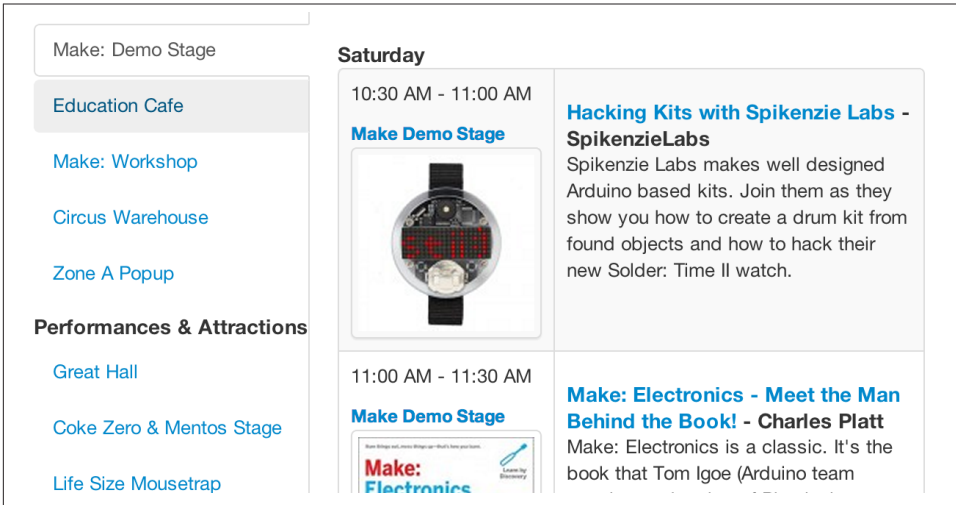 Make: Demo Stage
Education Cafe
Make: Workshop
Circus Warehouse
Zone A Popup
Performances & Attractions
Great Hall
Coke Zero & Mentos Stage
Life Size Mousetrap
Saturday
10:30 AM - 11:00 AM
Make Demo Stage
Hacking Kits with Spikenzie Labs -
SpikenzieLabs
Spikenzie Labs makes well designed
Arduino based kits. Join them as they
show you how to create a drum kit from
found objects and how to hack their
new Solder: Time II watch.
11:00 AM - 11:30 AM
Make Demo Stage
Make:
Electronics
Learn by
Discovery
Make: Electronics - Meet the Man
Behind the Book! - Charles Platt
Make: Electronics is a classic. It's the
book that Tom Igoe (Arduino team